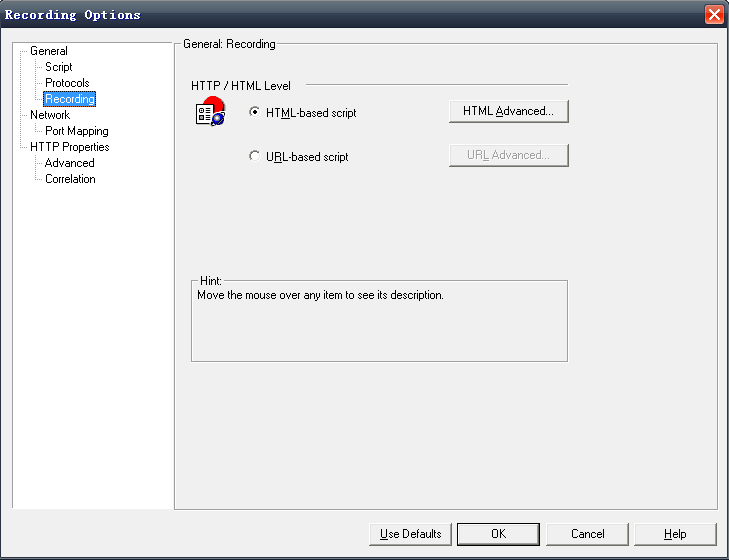 Recording Options
General
Script
Protocols
Recording
Network
Port Mapping
HTTP Properties
Advanced
Correlation
General: Recording
HTTP / HTML Level
HTML-based script
HTML Advanced...
URL-based script
URL Advanced...
Hint:
Move the mouse over any item to see its description.
Use Defaults
OK
Cancel
Help